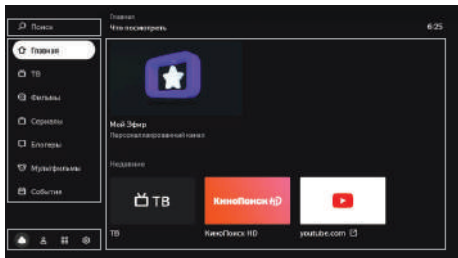 Поиск
Главная
ТВ
Фильмы
Сериалы
Блогеры
Мультфильмы
События
Главная
Что посмотреть
6:25
Мой Эфир
Персонализированный канал
Недавние
ТВ
КиноПоиск HD
ТВ
КиноПоиск HD
youtube.com